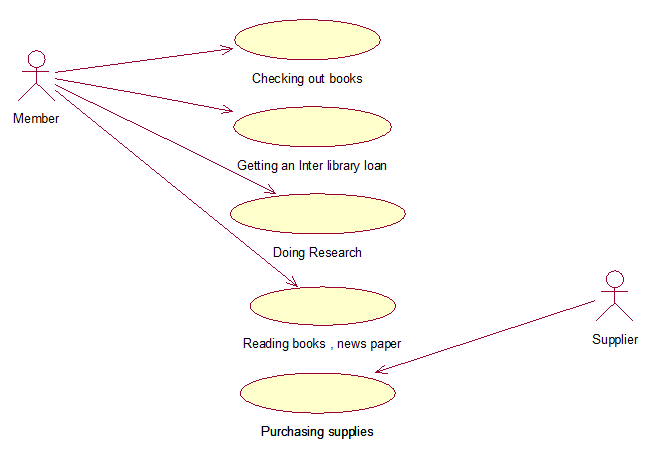 Checking out books
Member
Getting an Inter library loan
Doing Research
Reading books , news paper
Supplier
Purchasing supplies